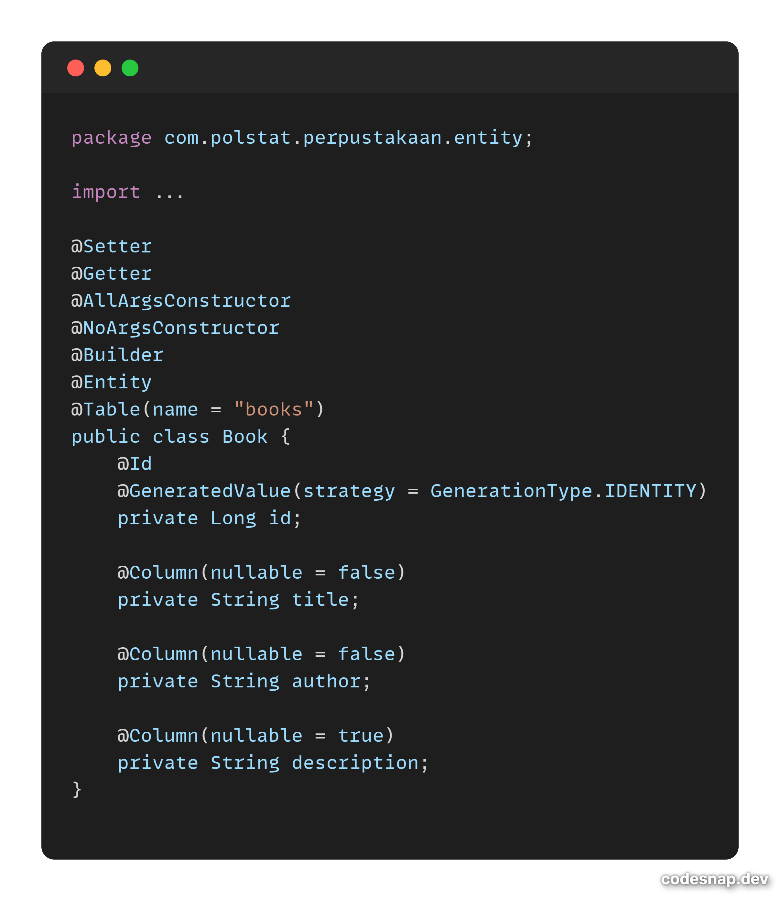 package com.polstat.perpustakaan.entity;
import ...
@Setter
@Getter
@AllArgsConstructor
@NoArgsConstructor
@Builder
@Entity
@Table(name = "books")
public class Book {
    @Id
    @GeneratedValue(strategy = GenerationType.IDENTITY)
    private Long id;
    @Column(nullable = false)
    private String title;
    @Column(nullable = false)
    private String author;
    @Column(nullable = true)
    private String description;
}
codesnap.dev